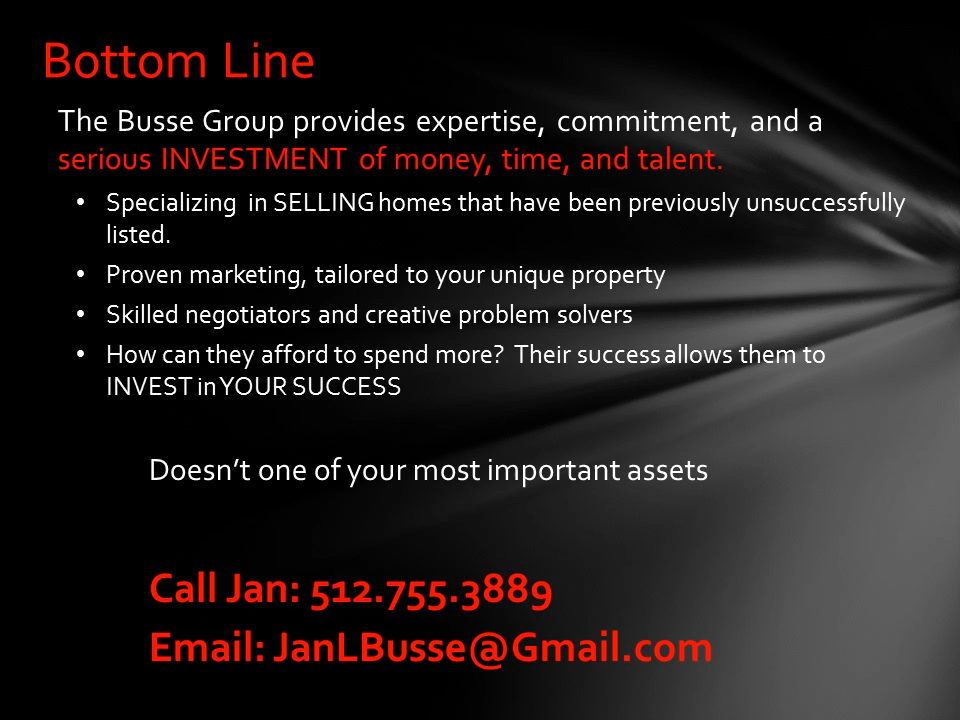 Bottom Line
The Busse Group provides expertise, commitment, and a
serious INVESTMENT of money, time, and talent.
• Specializing in SELLING homes that have been previously unsuccessfully
listed.
• Proven marketing, tailored to your unique property
• Skilled negotiators and creative problem solvers
• How can they afford to spend more? Their success allows them to
INVEST in YOUR SUCCESS
Doesn’t one of your most important assets
Call Jan: 512.755.3889
Email: JanLBusse@Gmail.com